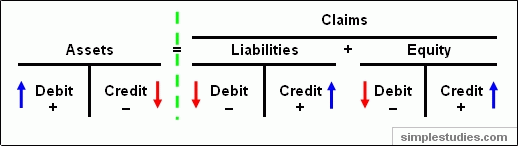 Claims
Assets = Liabilities + Equity
Debit Credit Debit Credit Debit Credit
+ – – + – +
simplestudies.com